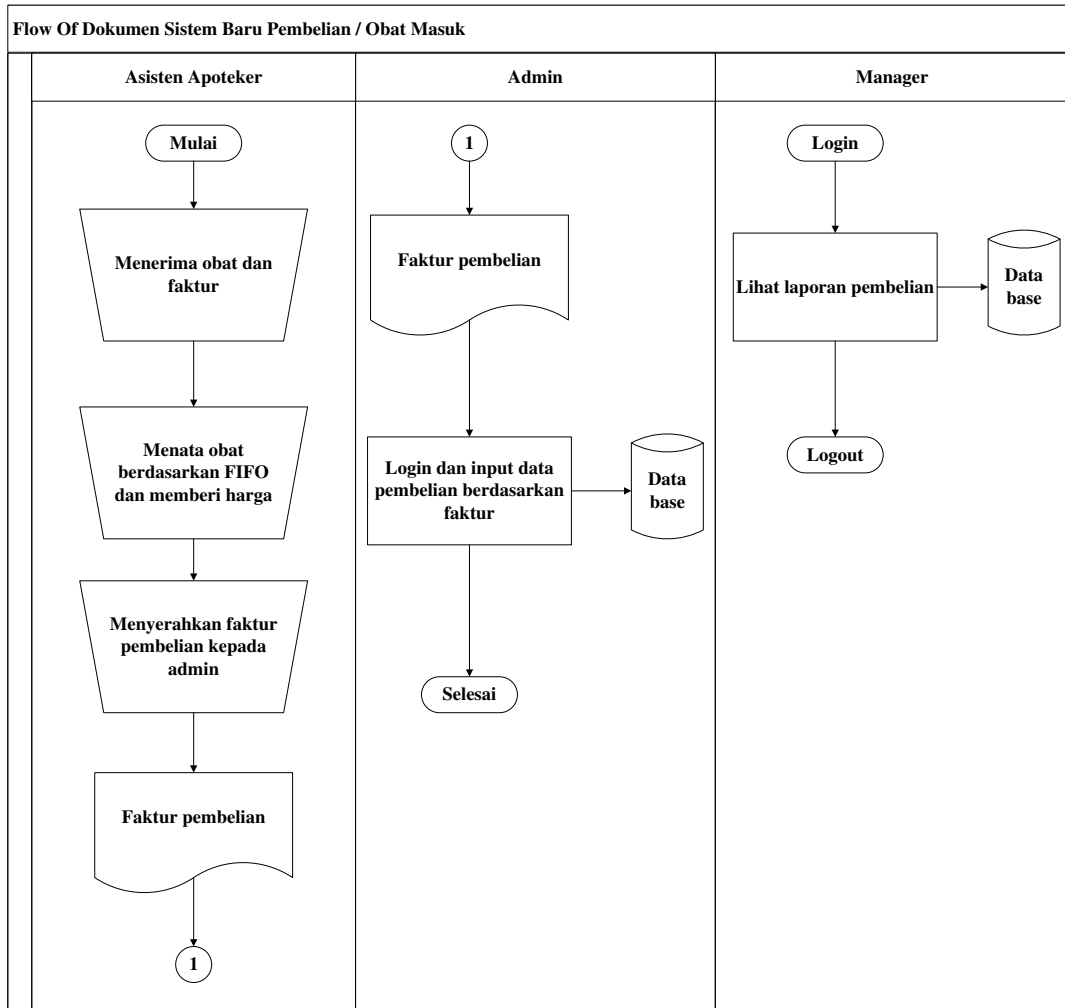 Flow Of Dokumen Sistem Baru Pembelian / Obat Masuk
Asisten Apoteker
Admin
Manager
Mulai
Menerima obat dan
faktur
Menata obat
berdasarkan FIFO
dan memberi harga
Menyerahkan faktur
pembelian kepada
admin
Faktur pembelian
1
1
Faktur pembelian
Login dan input data
pembelian berdasarkan
faktur
Data
base
Selesai
Login
Lihat laporan pembelian
Data
base
Logout